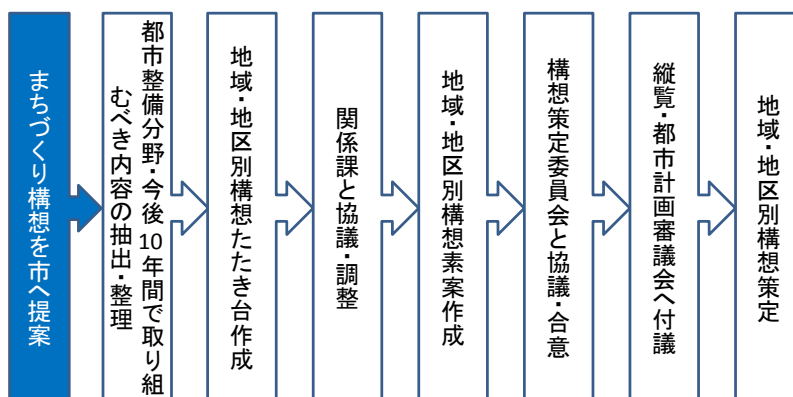 まちづくり構想を市へ提案
都市整備分野・今後10年間で取り組
むべき内容の抽出・整理
地域・地区別構想たたき台作成
関係課と協議・調整
地域・地区別構想素案作成
構想策定委員会と協議・合意
縦覧・都市計画審議会へ付議
地域・地区別構想策定